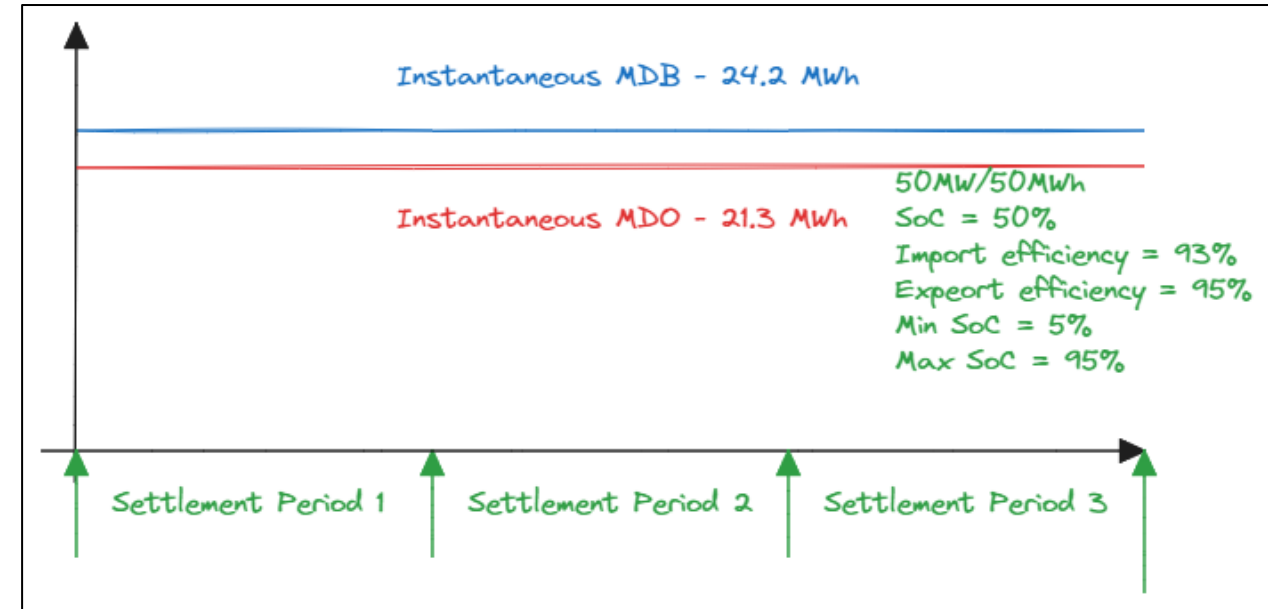 Instantaneous MDB - 24.2 MWh
Instantaneous MDO - 21.3 MWh
50MW/50MWh
SoC = 50%
Import efficiency = 93%
Expeort efficiency = 95%
Min SoC = 5%
Max SoC = 95%
Settlement Period 1
Settlement Period 2
Settlement Period 3